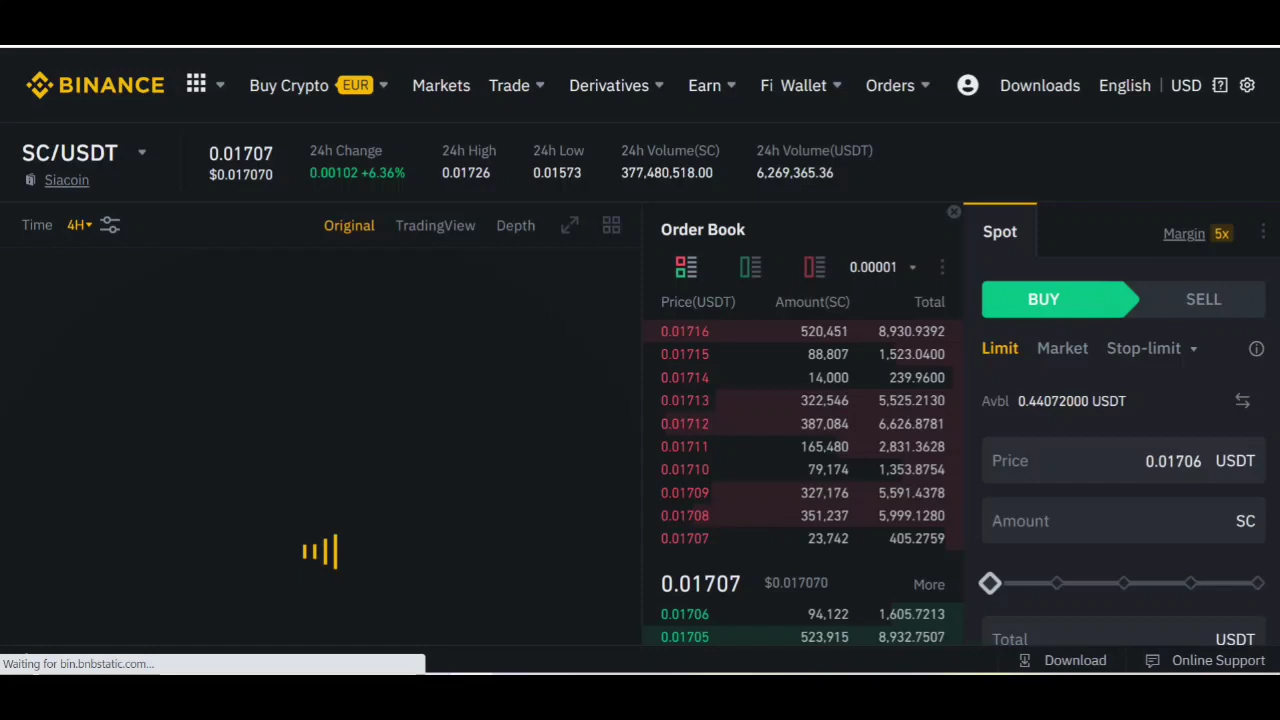 BINANCE Buy Crypto EUR Markets Trade Derivatives Earn Fi Wallet Orders Downloads English USD
SC/USDT 0.01707 24h Change 24h High 24h Low 24h Volume(SC) 24h Volume(USDT)
Siacoin $0.017070 0.00102 +6.36% 0.01726 0.01573 377,480,518.00 6,269,365.36
Time 4H Original TradingView Depth
Order Book
0.00001
Price(USDT) Amount(SC) Total
0.01716 520,451 8,930.9392
0.01715 88,807 1,523.0400
0.01714 14,000 239.9600
0.01713 322,546 5,525.2130
0.01712 387,084 6,626.8781
0.01711 165,480 2,831.3628
0.01710 79,174 1,353.8754
0.01709 327,176 5,591.4378
0.01708 351,237 5,999.1280
0.01707 23,742 405.2759
0.01707 $0.017070 More
0.01706 94,122 1,605.7213
0.01705 523,915 8,932.7507
Spot Margin 5x
BUY SELL
Limit Market Stop-limit
Avbl 0.44072000 USDT
Price 0.01706 USDT
Amount SC
Total USDT
Waiting for bin.bnbstatic.com...
Download Online Support